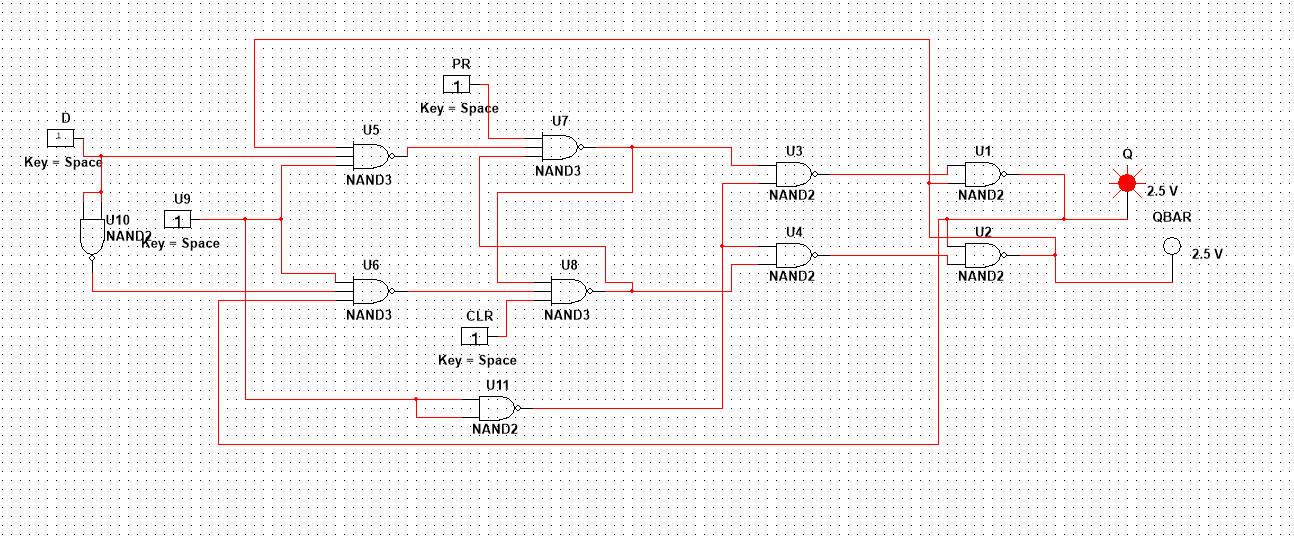 PR
1
Key = Space
D
1
Key = Space
U5
NAND3
U7
NAND3
U3
NAND2
U1
NAND2
Q
2.5 V
QBAR
2.5 V
U10
NAND2
U9
1
Key = Space
U4
NAND2
U2
NAND2
U6
NAND3
U8
NAND3
CLR
1
Key = Space
U11
NAND2